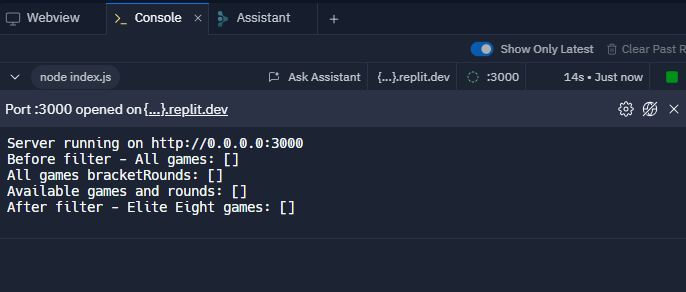 Webview
Console
Assistant
Show Only Latest
Clear Past R
node index.js
Ask Assistant
{...}.replit.dev
:3000
14s • Just now
Port :3000 opened on {...}.replit.dev
Server running on http://0.0.0.0:3000
Before filter - All games: []
All games bracketRounds: []
Available games and rounds: []
After filter - Elite Eight games: []